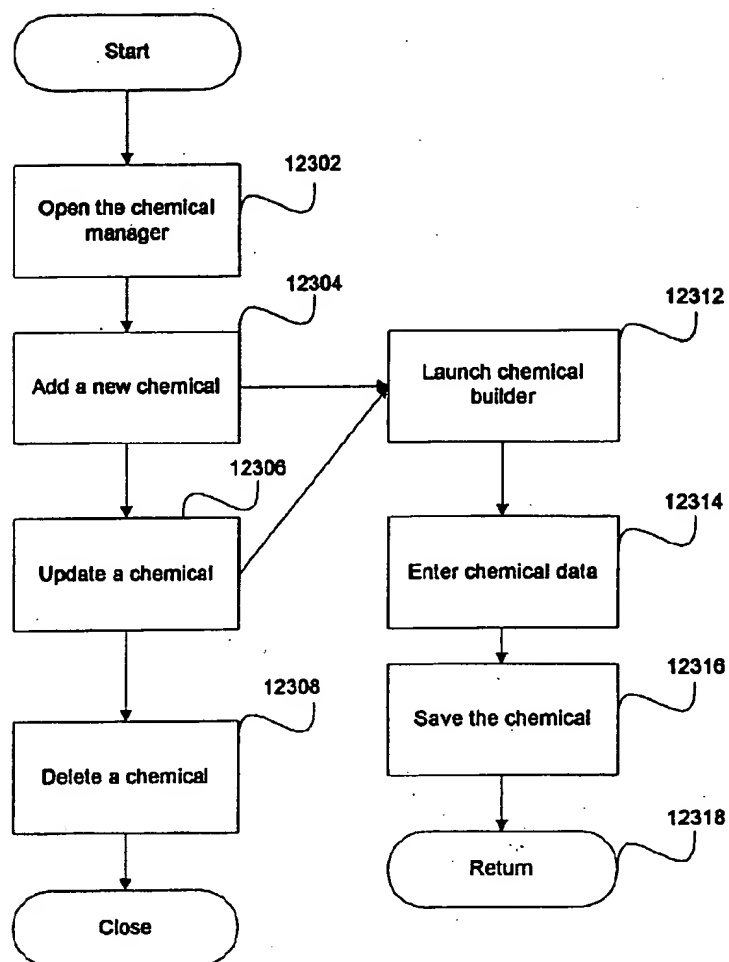 Start
12302
Open the chemical
manager
12304
Add a new chemical
12306
Update a chemical
12308
Delete a chemical
Close
12312
Launch chemical
builder
12314
Enter chemical data
12316
Save the chemical
12318
Return